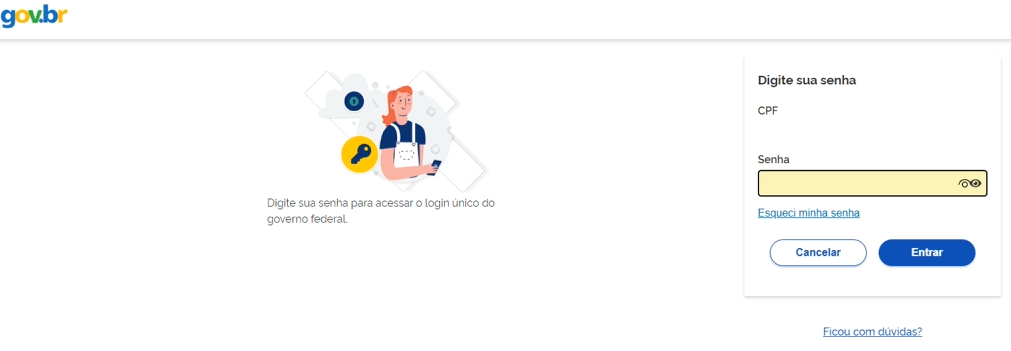 gov.br
Digite sua senha para acessar o login único do
governo federal.
Digite sua senha
CPF
Senha
Esqueci minha senha
Cancelar
Entrar
Ficou com dúvidas?